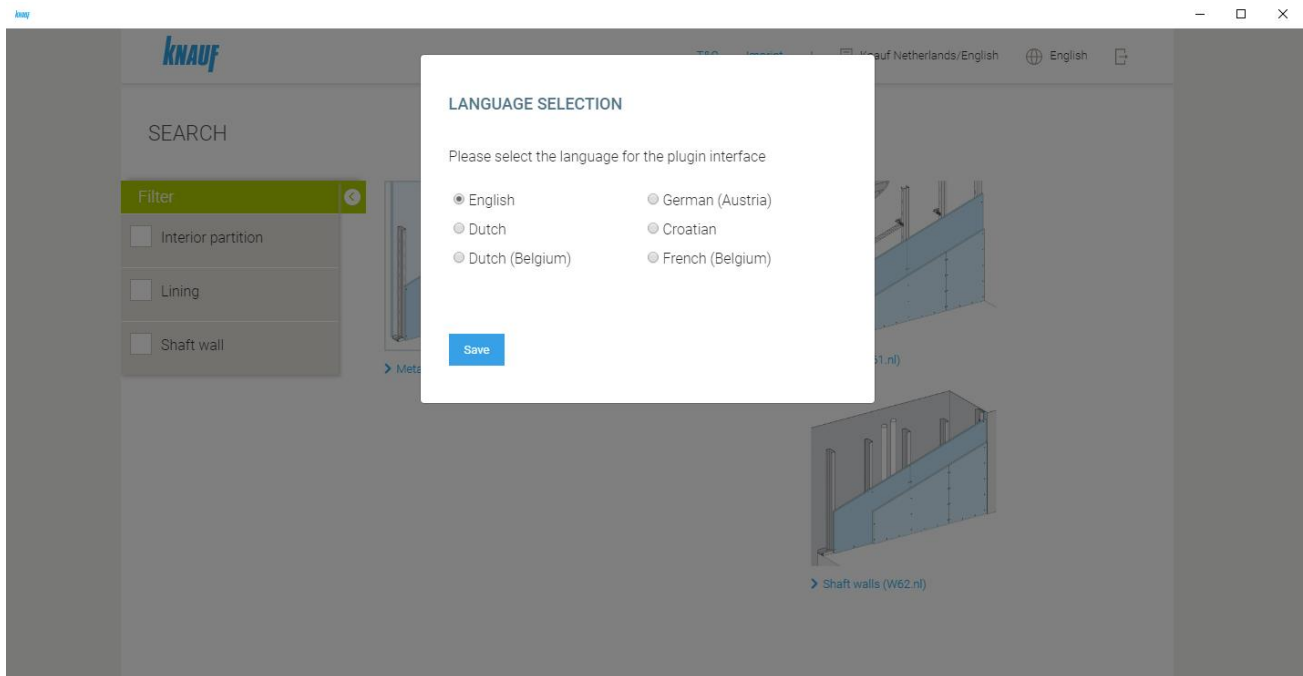 knauf
KNAUF
Knauf Netherlands/English
English
LANGUAGE SELECTION
Please select the language for the plugin interface
English
German (Austria)
Dutch
Croatian
Dutch (Belgium)
French (Belgium)
Save
SEARCH
Filter
Interior partition
Lining
Shaft wall
Shaft walls (W62.nl)